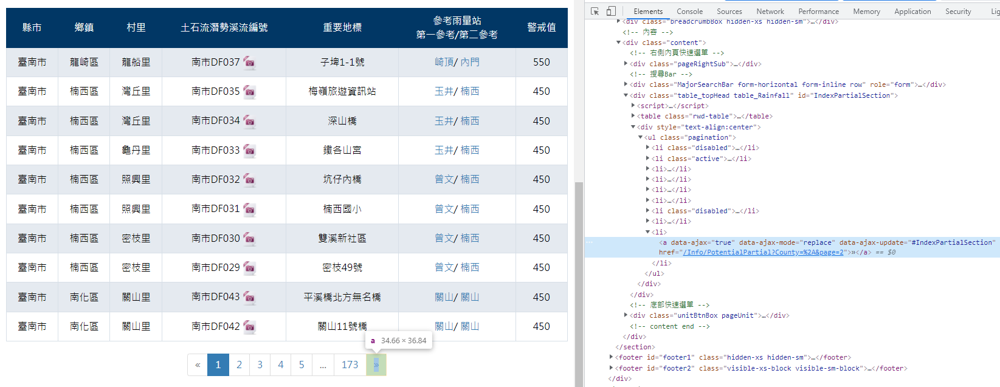 縣市 鄉鎮 村里 土石流潛勢溪流編號 重要地標 參考雨量站 警戒值
第一參考/第二參考
臺南市 龍崎區 龍船里 南市DF037 子埤1-1號 崎頂/ 內門 550
臺南市 楠西區 灣丘里 南市DF035 梅嶺旅遊資訊站 玉井/ 楠西 450
臺南市 楠西區 灣丘里 南市DF034 深山橋 玉井/ 楠西 450
臺南市 楠西區 龜丹里 南市DF033 鐵各山宮 玉井/ 楠西 450
臺南市 楠西區 照興里 南市DF032 坑仔內橋 曾文/ 楠西 450
臺南市 楠西區 照興里 南市DF031 楠西國小 曾文/ 楠西 450
臺南市 楠西區 密枝里 南市DF030 雙溪新社區 曾文/ 楠西 450
臺南市 楠西區 密枝里 南市DF029 密枝49號 曾文/ 楠西 450
臺南市 南化區 關山里 南市DF043 平溪橋北方無名橋 關山/ 關山 450
臺南市 南化區 關山里 南市DF042 關山11號橋 關山/ 關山 450
a 34.66 × 36.84
« 1 2 3 4 5 ... 173 »
Elements Console Sources Network Performance Memory Application Security Lig
<div class="breadcrumbBox hidden-xs hidden-sm">…</div>
<!-- 內容 -->
<div class="content">
<!-- 右側內頁快速選單 -->
<div class="pageRightSub">…</div>
<!-- 搜尋Bar -->
<div class="MajorSearchBar form-horizontal form-inline row" role="form">…</div>
<div class="table_topHead table_Rainfall" id="IndexPartialSection">
<script>…</script>
<table class="rwd-table">…</table>
<div style="text-align:center">
<ul class="pagination">
<li class="disabled">…</li>
<li class="active">…</li>
<li>…</li>
<li>…</li>
<li>…</li>
<li>…</li>
<li class="disabled">…</li>
<li>…</li>
<li>
<a data-ajax="true" data-ajax-mode="replace" data-ajax-update="#IndexPartialSection"
href="/Info/PotentialPartial?County=%2A&page=2">»</a> == $0
</li>
</ul>
</div>
</div>
<!-- 底部快速選單 -->
<div class="unitBtnBox pageUnit">…</div>
<!-- content end -->
</div>
</section>
<footer id="footer1" class="hidden-xs hidden-sm">…</footer>
<footer id="footer2" class="visible-xs-block visible-sm-block">…</footer>
</div>